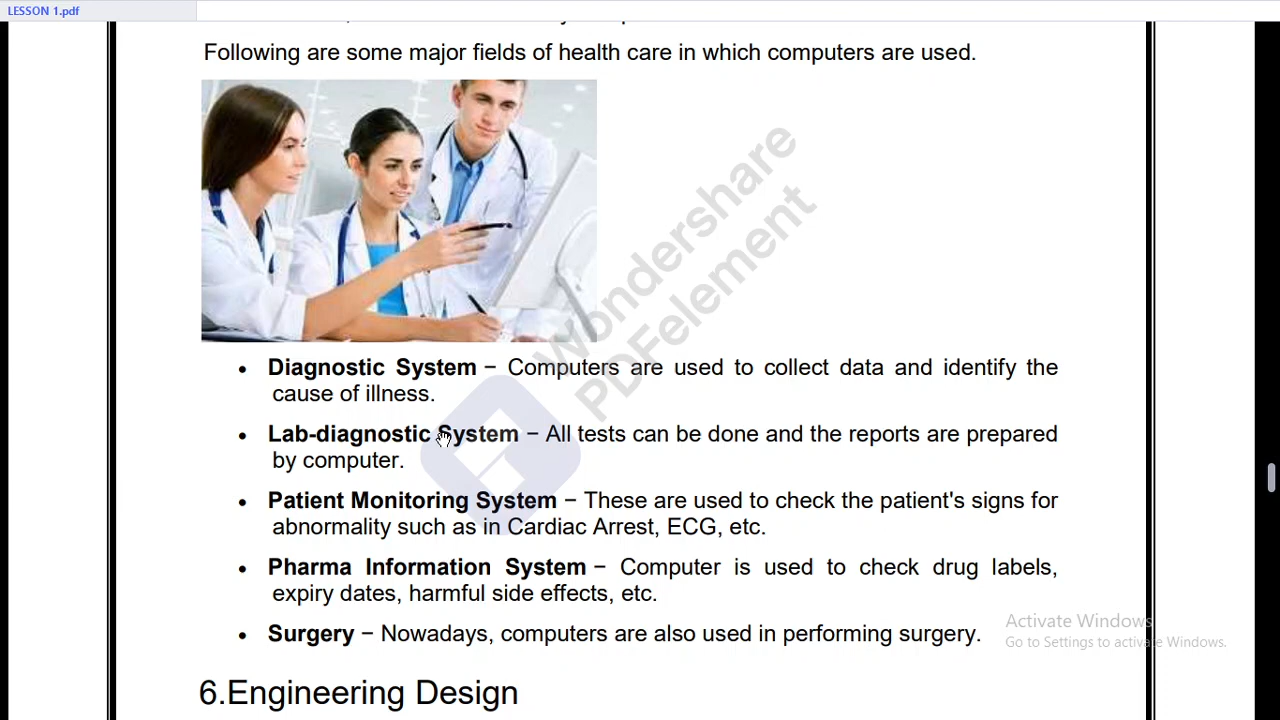 LESSON 1.pdf
Following are some major fields of health care in which computers are used.
Wondershare
PDFelement
• Diagnostic System − Computers are used to collect data and identify the
cause of illness.
• Lab-diagnostic System − All tests can be done and the reports are prepared
by computer.
• Patient Monitoring System − These are used to check the patient's signs for
abnormality such as in Cardiac Arrest, ECG, etc.
• Pharma Information System − Computer is used to check drug labels,
expiry dates, harmful side effects, etc.
• Surgery − Nowadays, computers are also used in performing surgery.
Activate Windows
Go to Settings to activate Windows.
6.Engineering Design